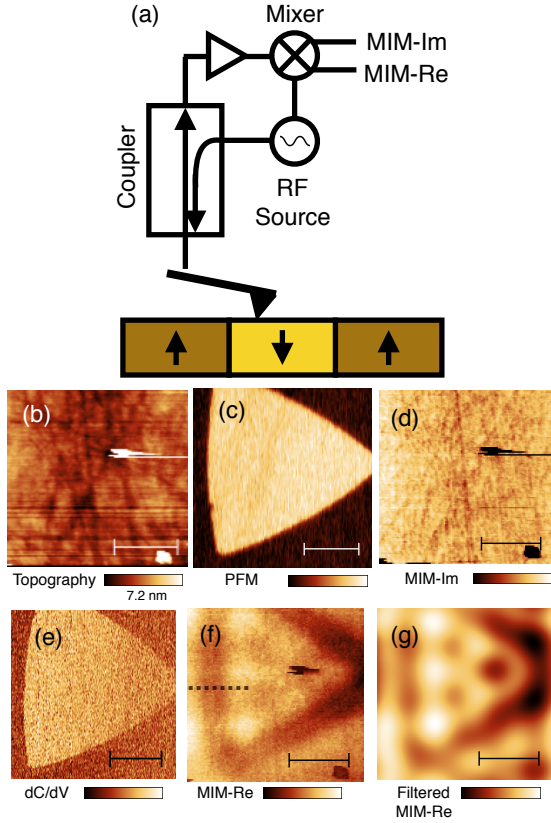 (a)
Mixer
MIM-Im
MIM-Re
Coupler
RF
Source
(b)
(c)
(d)
Topography
7.2 nm
PFM
MIM-Im
(e)
(f)
(g)
dC/dV
MIM-Re
Filtered
MIM-Re